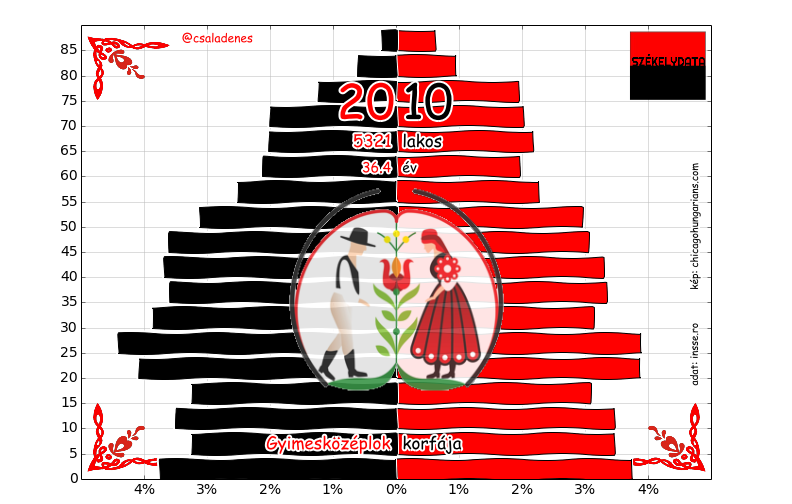 @csaladenes
SZÉKELYDATA
2010
5321 lakos
36.4 év
kép: chicagohungarians.com
adat: insse.ro
Gyimesközéplok korfája
85
80
75
70
65
60
55
50
45
40
35
30
25
20
15
10
5
0
4% 3% 2% 1% 0% 1% 2% 3% 4%